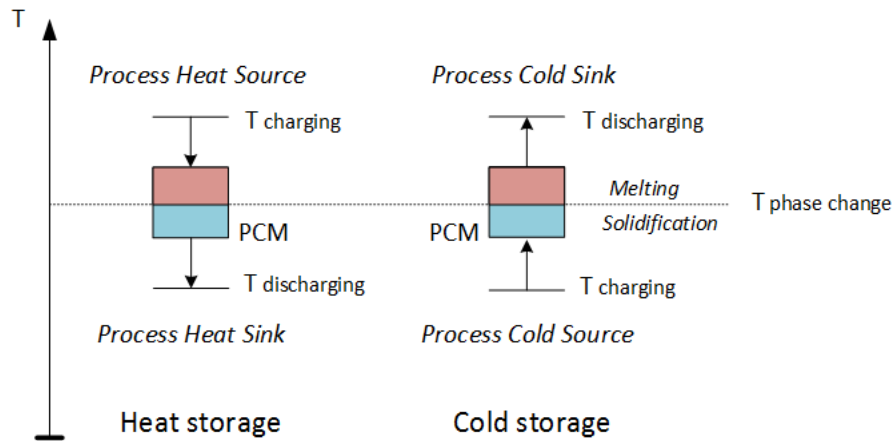 T
Process Heat Source
Process Cold Sink
T charging
T discharging
Melting
T phase change
Solidification
PCM
PCM
T discharging
T charging
Process Heat Sink
Process Cold Source
Heat storage
Cold storage